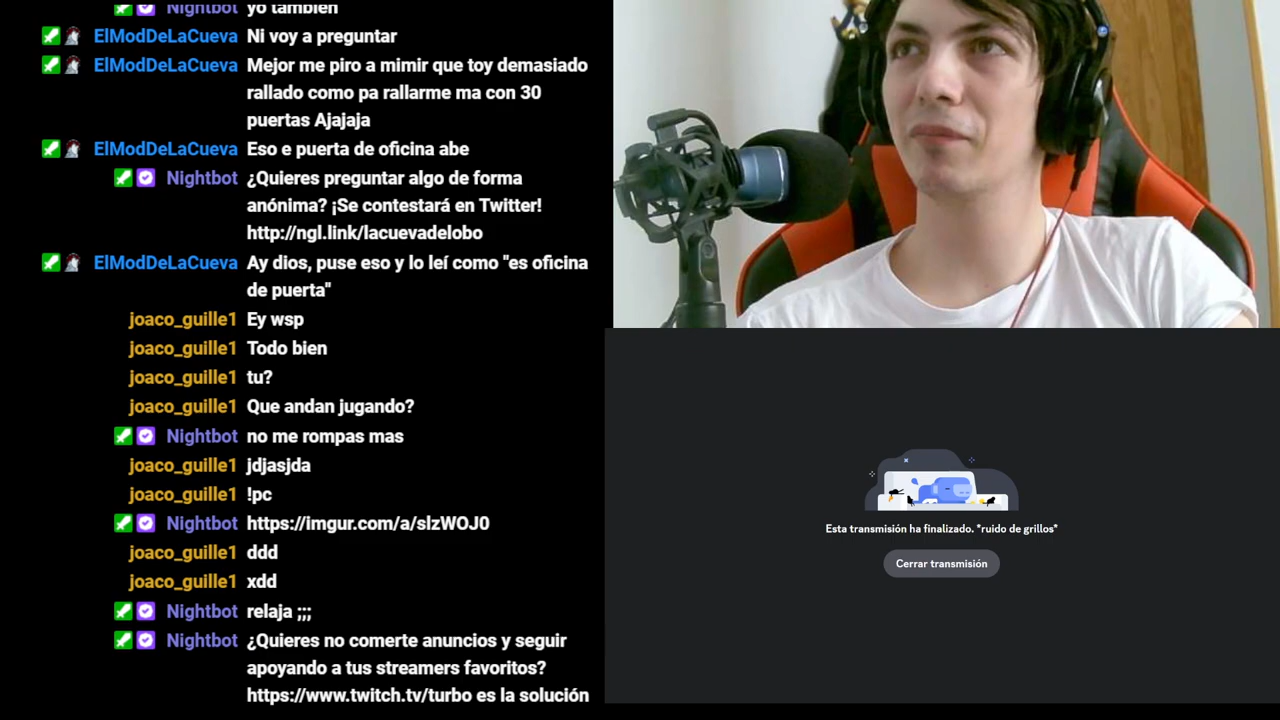 Nightbot yo también
ElModDeLaCueva Ni voy a preguntar
ElModDeLaCueva Mejor me piro a mimir que toy demasiado
rallado como pa rallarme ma con 30
puertas Ajajaja
ElModDeLaCueva Eso e puerta de oficina abe
Nightbot ¿Quieres preguntar algo de forma
anónima? ¡Se contestará en Twitter!
http://ngl.link/lacuevadelobo
ElModDeLaCueva Ay dios, puse eso y lo leí como "es oficina
de puerta"
joaco_guille1 Ey wsp
joaco_guille1 Todo bien
joaco_guille1 tu?
joaco_guille1 Que andan jugando?
Nightbot no me rompas mas
joaco_guille1 jdjasjda
joaco_guille1 !pc
Nightbot https://imgur.com/a/slzWOJ0
joaco_guille1 ddd
joaco_guille1 xdd
Nightbot relaja ;;;
Nightbot ¿Quieres no comerte anuncios y seguir
apoyando a tus streamers favoritos?
https://www.twitch.tv/turbo es la solución
Esta transmisión ha finalizado. *ruido de grillos*
Cerrar transmisión